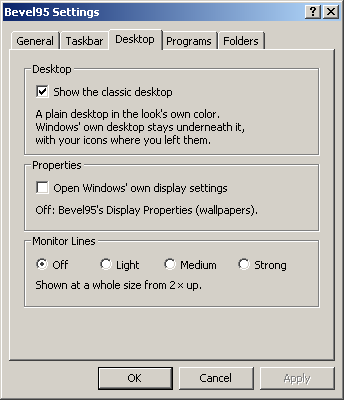 Bevel95 Settings
General Taskbar Desktop Programs Folders
Desktop
Show the classic desktop
A plain desktop in the look's own color.
Windows' own desktop stays underneath it,
with your icons where you left them.
Properties
Open Windows' own display settings
Off: Bevel95's Display Properties (wallpapers).
Monitor Lines
Off Light Medium Strong
Shown at a whole size from 2× up.
OK Cancel Apply